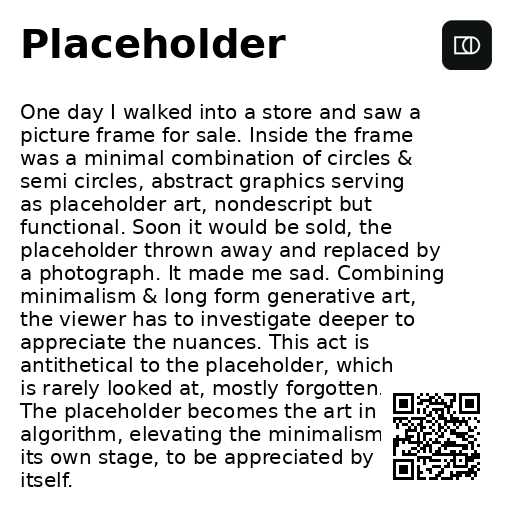 Placeholder
One day I walked into a store and saw a
picture frame for sale. Inside the frame
was a minimal combination of circles &
semi circles, abstract graphics serving
as placeholder art, nondescript but
functional. Soon it would be sold, the
placeholder thrown away and replaced by
a photograph. It made me sad. Combining
minimalism & long form generative art,
the viewer has to investigate deeper to
appreciate the nuances. This act is
antithetical to the placeholder, which
is rarely looked at, mostly forgotten.
The placeholder becomes the art in
algorithm, elevating the minimalism
its own stage, to be appreciated by
itself.